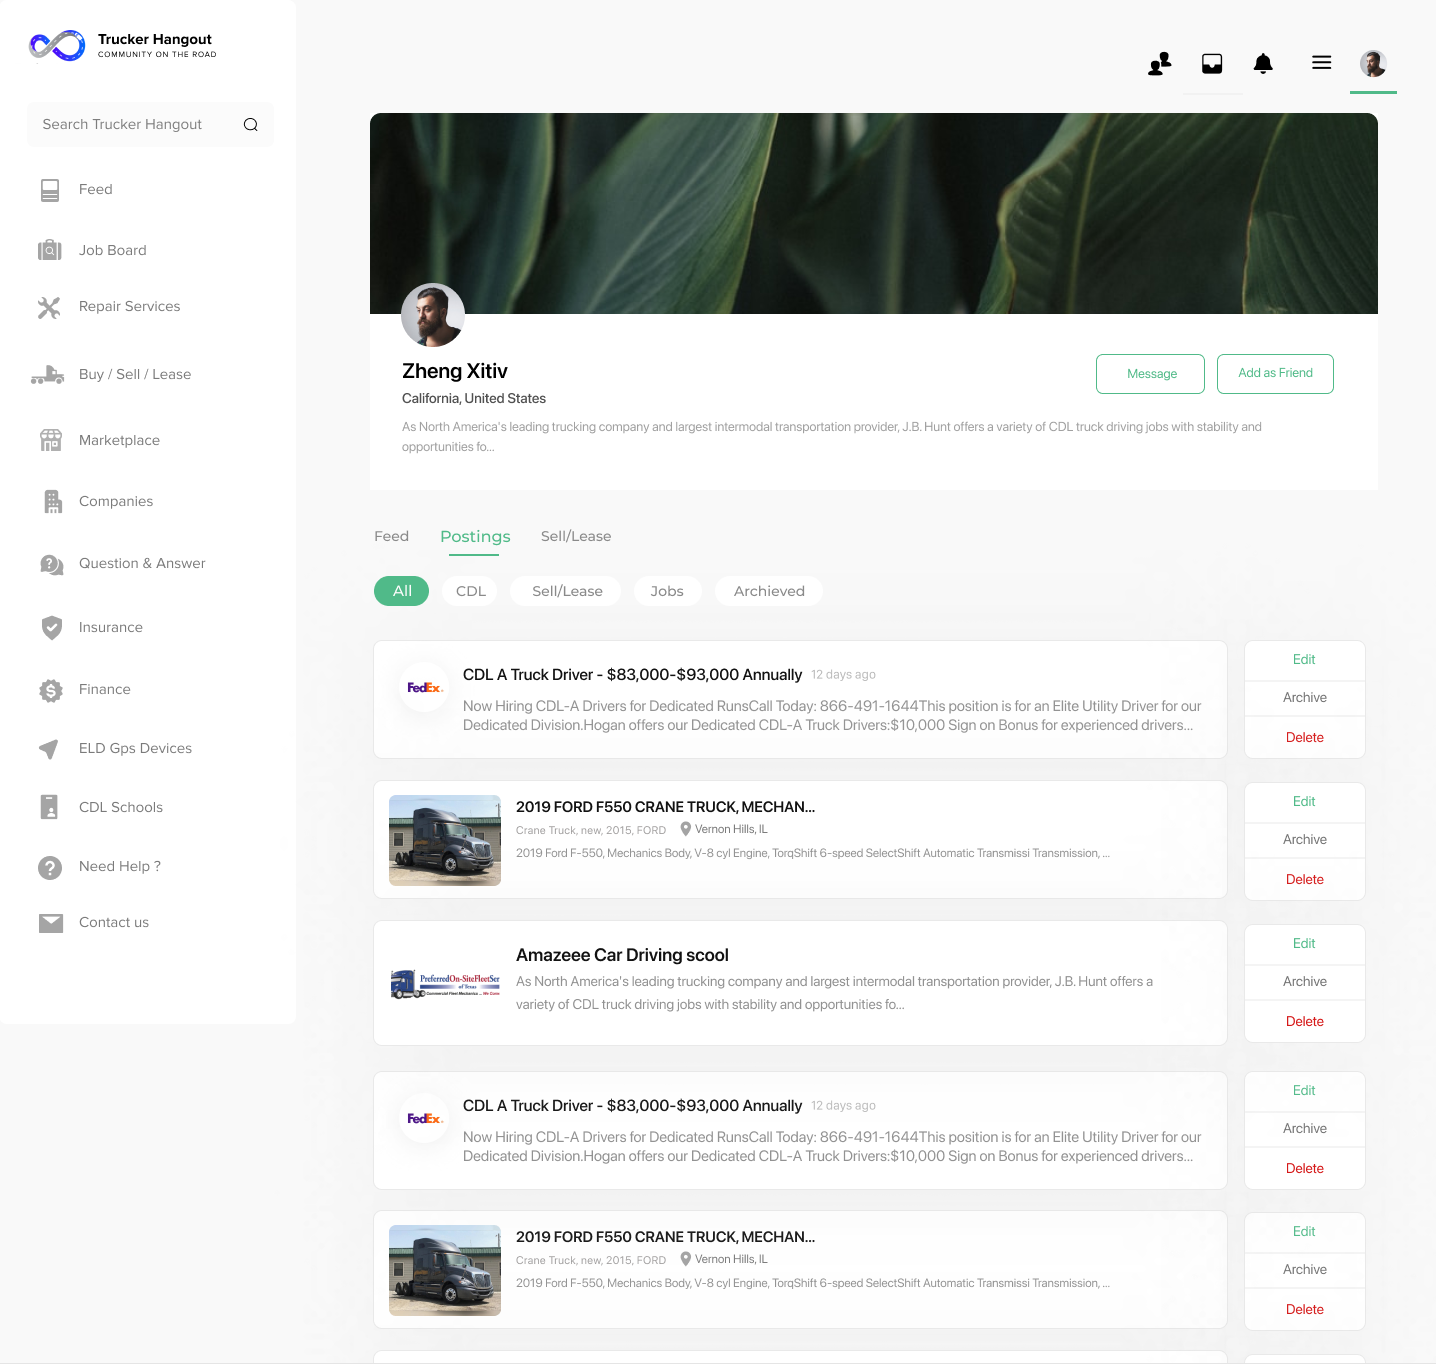 Trucker Hangout
COMMUNITY ON THE ROAD
Search Trucker Hangout
Feed
Job Board
Repair Services
Buy / Sell / Lease
Marketplace
Companies
Question & Answer
Insurance
Finance
ELD Gps Devices
CDL Schools
Need Help ?
Contact us
Zheng Xitiv
California, United States
Message
Add as Friend
As North America's leading trucking company and largest intermodal transportation provider, J.B. Hunt offers a variety of CDL truck driving jobs with stability and
opportunities fo...
Feed Postings Sell/Lease
All CDL Sell/Lease Jobs Archieved
FedEx
CDL A Truck Driver - $83,000-$93,000 Annually 12 days ago
Now Hiring CDL-A Drivers for Dedicated RunsCall Today: 866-491-1644This position is for an Elite Utility Driver for our
Dedicated Division.Hogan offers our Dedicated CDL-A Truck Drivers:$10,000 Sign on Bonus for experienced drivers...
Edit
Archive
Delete
2019 FORD F550 CRANE TRUCK, MECHAN...
Crane Truck, new, 2015, FORD Vernon Hills, IL
2019 Ford F-550, Mechanics Body, V-8 cyl Engine, TorqShift 6-speed SelectShift Automatic Transmissi Transmission, ...
Edit
Archive
Delete
PreferredOn-SiteFleetSer
of Texas
Commercial Fleet Mechanics ... We Come
Amazeee Car Driving scool
As North America's leading trucking company and largest intermodal transportation provider, J.B. Hunt offers a
variety of CDL truck driving jobs with stability and opportunities fo...
Edit
Archive
Delete
FedEx
CDL A Truck Driver - $83,000-$93,000 Annually 12 days ago
Now Hiring CDL-A Drivers for Dedicated RunsCall Today: 866-491-1644This position is for an Elite Utility Driver for our
Dedicated Division.Hogan offers our Dedicated CDL-A Truck Drivers:$10,000 Sign on Bonus for experienced drivers...
Edit
Archive
Delete
2019 FORD F550 CRANE TRUCK, MECHAN...
Crane Truck, new, 2015, FORD Vernon Hills, IL
2019 Ford F-550, Mechanics Body, V-8 cyl Engine, TorqShift 6-speed SelectShift Automatic Transmissi Transmission, ...
Edit
Archive
Delete